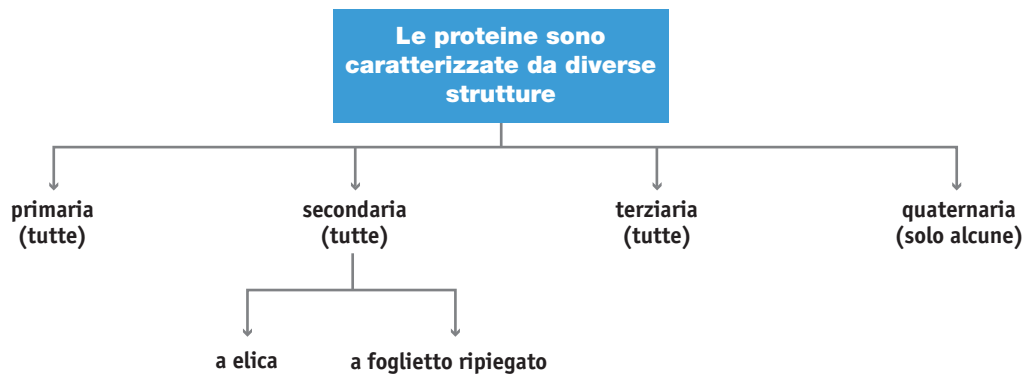 Le proteine sono
caratterizzate da diverse
strutture
primaria
(tutte)
secondaria
(tutte)
terziaria
(tutte)
quaternaria
(solo alcune)
a elica
a foglietto ripiegato